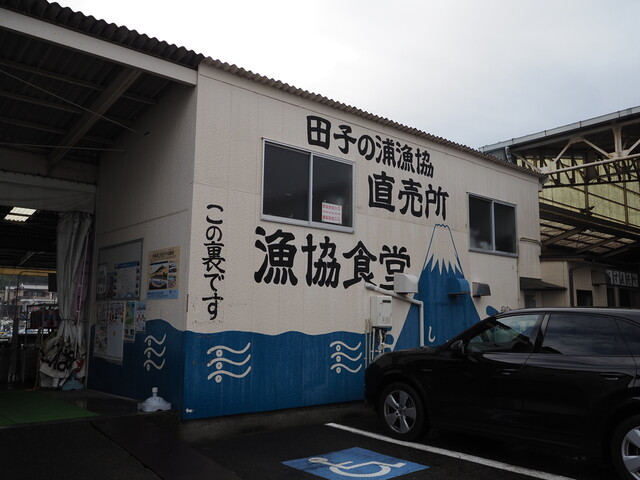 田子の浦漁協
直売所
漁協食堂
この裏です